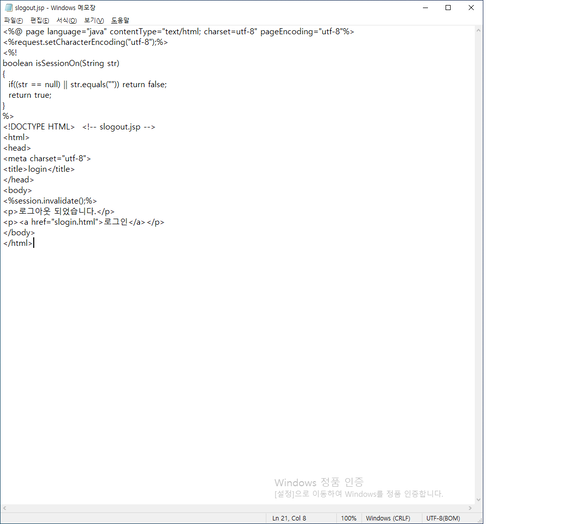 slogout.jsp - Windows 메모장
파일(F) 편집(E) 서식(O) 보기(V) 도움말
<%@ page language="java" contentType="text/html; charset=utf-8" pageEncoding="utf-8"%>
<%request.setCharacterEncoding("utf-8");%>
<%!
boolean isSessionOn(String str)
{
if((str == null) || str.equals("")) return false;
return true;
}
%>
<!DOCTYPE HTML> <!-- slogout.jsp -->
<html>
<head>
<meta charset="utf-8">
<title>login</title>
</head>
<body>
<%session.invalidate();%>
<p>로그아웃 되었습니다.</p>
<p><a href="slogin.html">로그인</a></p>
</body>
</html>
Windows 정품 인증
[설정]으로 이동하여 Windows를 정품 인증합니다.
Ln 21, Col 8 100% Windows (CRLF) UTF-8(BOM)